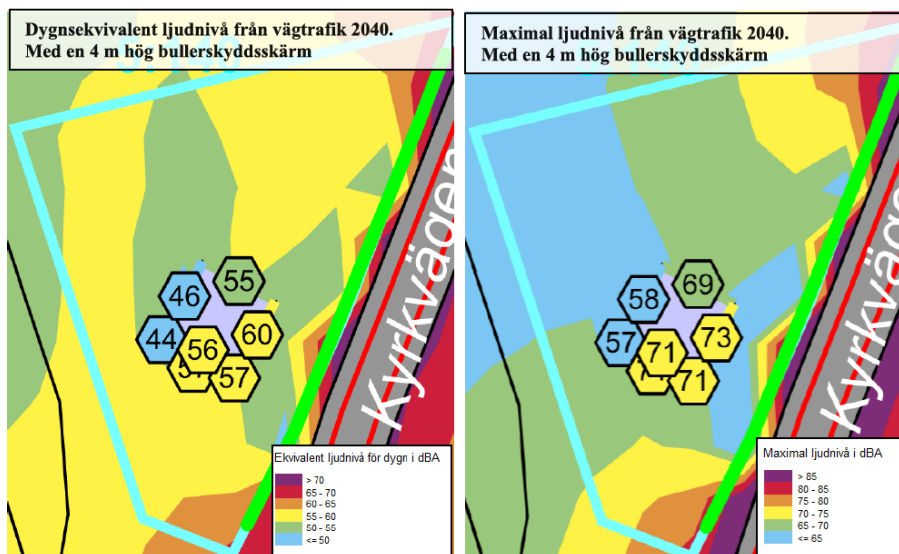 Dygnsekvivalent ljudnivå från vägtrafik 2040.
Med en 4 m hög bullerskyddsskärm
55
46
44
56
60
57
Kyrkvägen
Ekvivalent ljudnivå för dygn i dBA
> 70
65 - 70
60 - 65
55 - 60
50 - 55
<= 50
Maximal ljudnivå från vägtrafik 2040.
Med en 4 m hög bullerskyddsskärm
69
58
57
71
73
71
Kyrkvägen
Maximal ljudnivå i dBA
> 85
80 - 85
75 - 80
70 - 75
65 - 70
<= 65